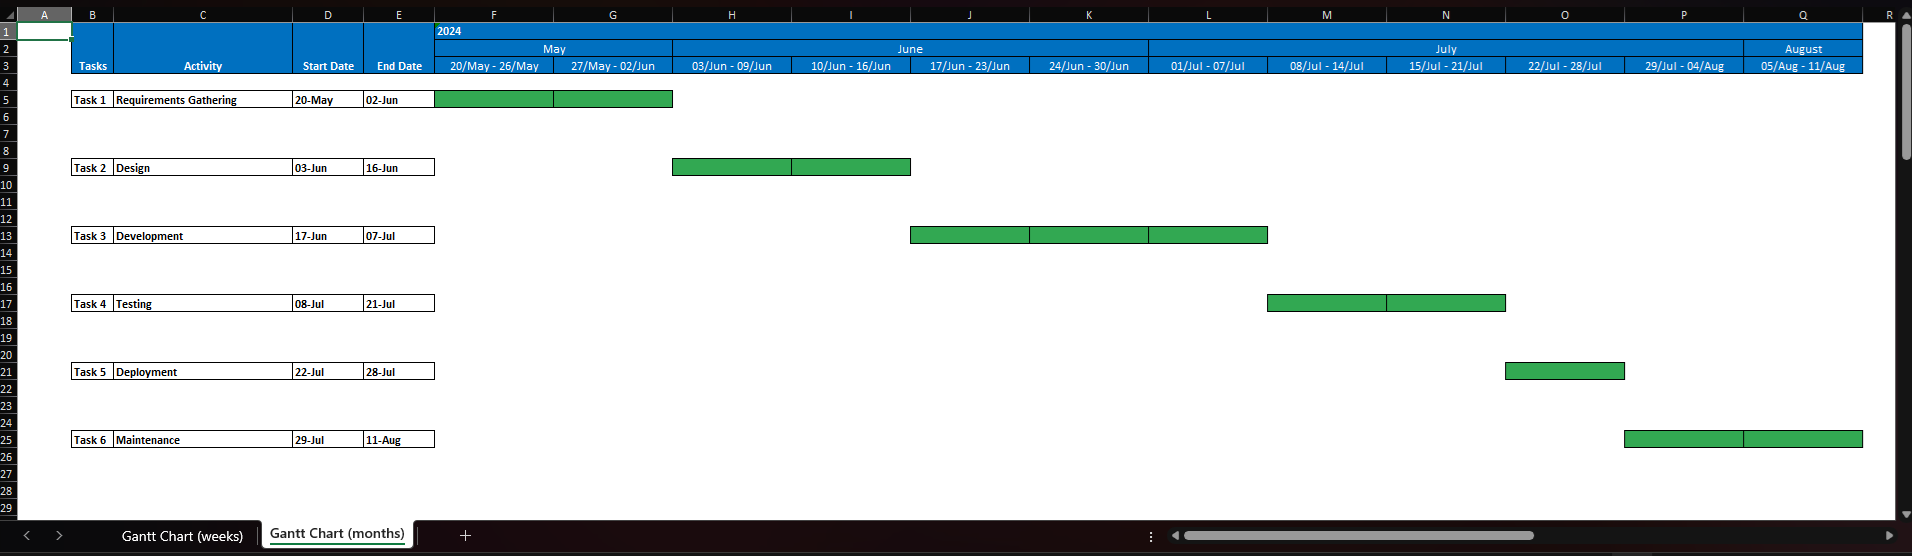 A B C D E F G H I J K L M N O P Q R
1 2024
2 May June July August
3 Tasks Activity Start Date End Date 20/May - 26/May 27/May - 02/Jun 03/Jun - 09/Jun 10/Jun - 16/Jun 17/Jun - 23/Jun 24/Jun - 30/Jun 01/Jul - 07/Jul 08/Jul - 14/Jul 15/Jul - 21/Jul 22/Jul - 28/Jul 29/Jul - 04/Aug 05/Aug - 11/Aug
4
5 Task 1 Requirements Gathering 20-May 02-Jun
6
7
8
9 Task 2 Design 03-Jun 16-Jun
10
11
12
13 Task 3 Development 17-Jun 07-Jul
14
15
16
17 Task 4 Testing 08-Jul 21-Jul
18
19
20
21 Task 5 Deployment 22-Jul 28-Jul
22
23
24
25 Task 6 Maintenance 29-Jul 11-Aug
26
27
28
29
Gantt Chart (weeks) Gantt Chart (months)